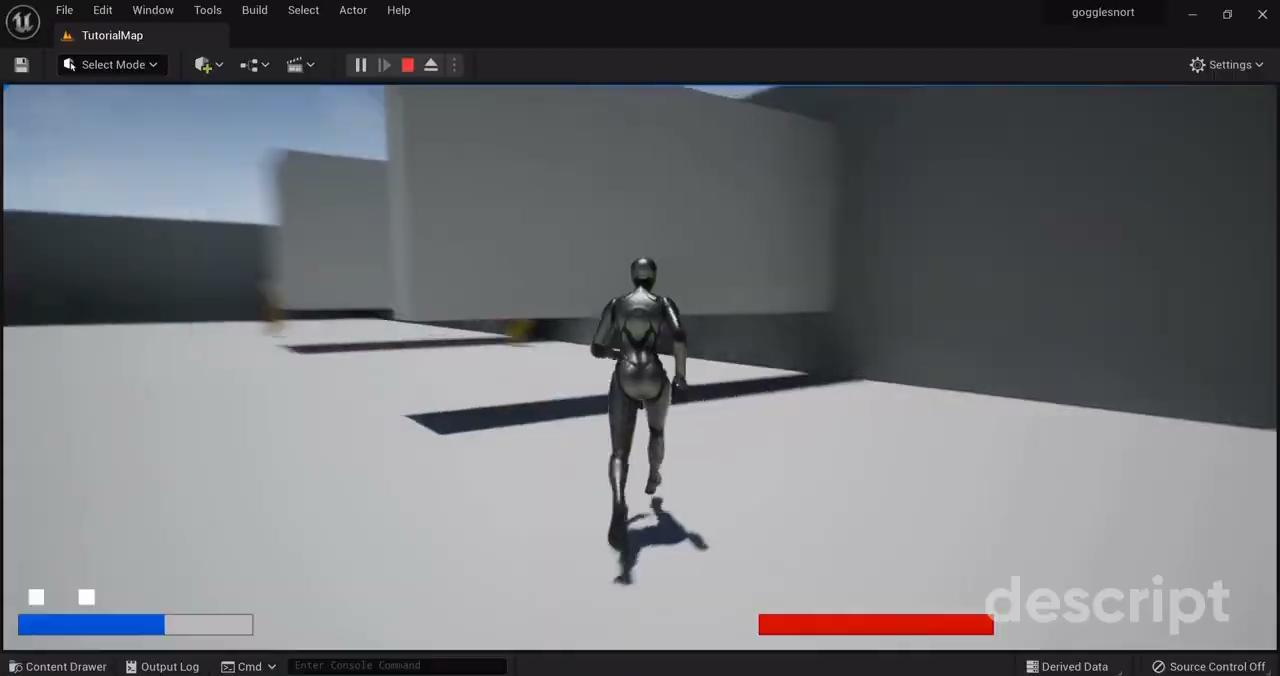 File Edit Window Tools Build Select Actor Help
gogglesnort
TutorialMap
Select Mode
Settings
descript
Content Drawer Output Log Cmd Enter Console Command Derived Data Source Control Off